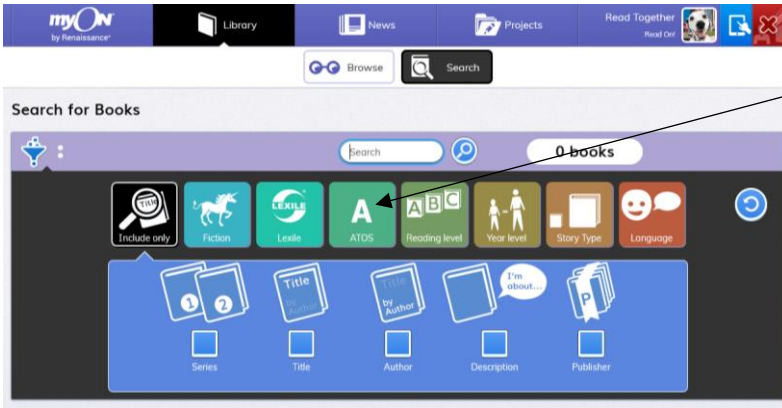 myON
by Renaissance
Library
News
Projects
Read Together
Read On!
Browse
Search
Search for Books
:
Search
0 books
Title
Include only
Fiction
LEXILE
Lexile
A
ATOS
A B C
Reading level
Year level
Story Type
Language
1 2
Series
Title
by
Author
Title
Title
by
Author
Author
I'm
about...
Description
P
Publisher